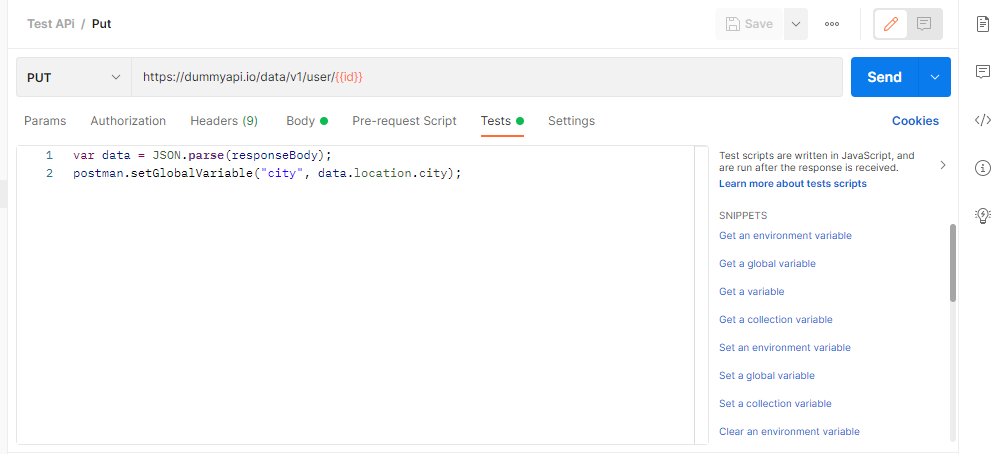 Test APi / Put
Save
PUT
https://dummyapi.io/data/v1/user/{{id}}
Send
Params Authorization Headers (9) Body Pre-request Script Tests Settings Cookies
1 var data = JSON.parse(responseBody);
2 postman.setGlobalVariable("city", data.location.city);
Test scripts are written in JavaScript, and
are run after the response is received.
Learn more about tests scripts
SNIPPETS
Get an environment variable
Get a global variable
Get a variable
Get a collection variable
Set an environment variable
Set a global variable
Set a collection variable
Clear an environment variable